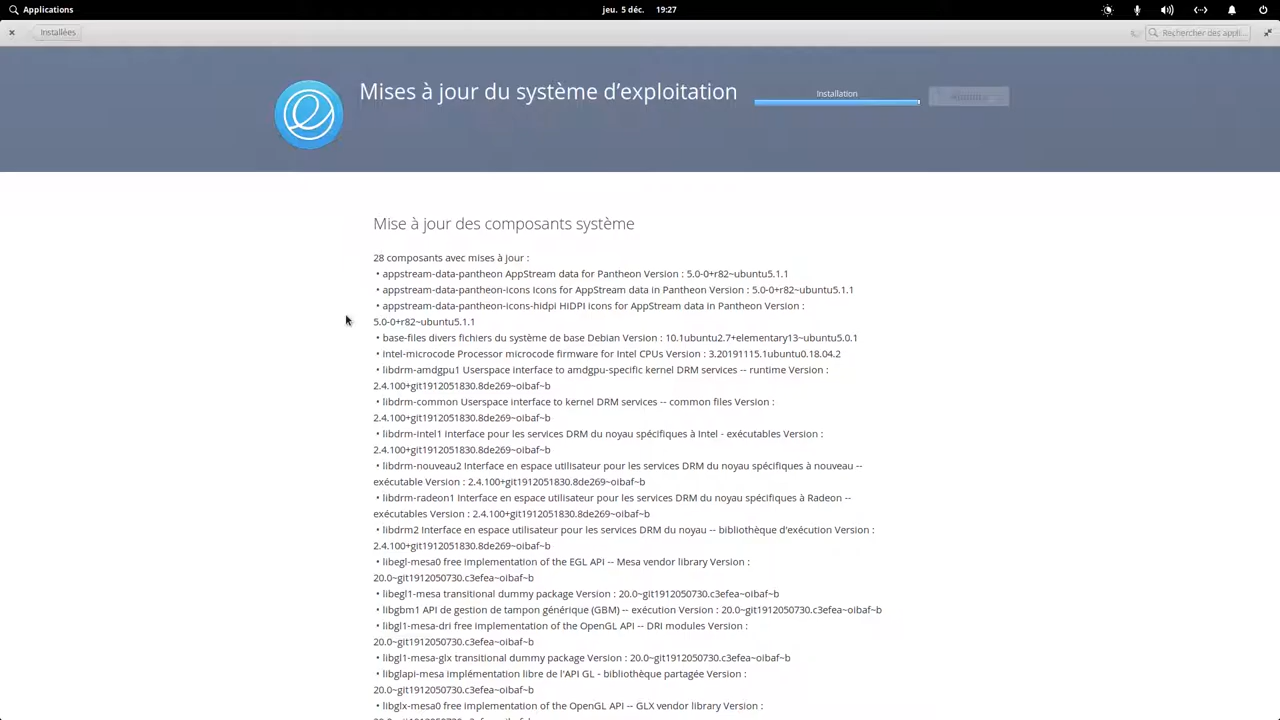 Applications
jeu. 5 déc. 19:27
Installées
Rechercher des appli...
Mises à jour du système d’exploitation
Installation
Mise à jour des composants système
28 composants avec mises à jour :
• appstream-data-pantheon AppStream data for Pantheon Version : 5.0-0+r82~ubuntu5.1.1
• appstream-data-pantheon-icons Icons for AppStream data in Pantheon Version : 5.0-0+r82~ubuntu5.1.1
• appstream-data-pantheon-icons-hidpi HIDPI icons for AppStream data in Pantheon Version :
5.0-0+r82~ubuntu5.1.1
• base-files divers fichiers du système de base Debian Version : 10.1ubuntu2.7+elementary13~ubuntu5.0.1
• intel-microcode Processor microcode firmware for Intel CPUs Version : 3.20191115.1ubuntu0.18.04.2
• libdrm-amdgpu1 Userspace interface to amdgpu-specific kernel DRM services -- runtime Version :
2.4.100+git1912051830.8de269~oibaf~b
• libdrm-common Userspace interface to kernel DRM services -- common files Version :
2.4.100+git1912051830.8de269~oibaf~b
• libdrm-intel1 interface pour les services DRM du noyau spécifiques à Intel - exécutables Version :
2.4.100+git1912051830.8de269~oibaf~b
• libdrm-nouveau2 Interface en espace utilisateur pour les services DRM du noyau spécifiques à nouveau --
exécutable Version : 2.4.100+git1912051830.8de269~oibaf~b
• libdrm-radeon1 Interface en espace utilisateur pour les services DRM du noyau spécifiques à Radeon --
exécutables Version : 2.4.100+git1912051830.8de269~oibaf~b
• libdrm2 Interface en espace utilisateur pour les services DRM du noyau -- bibliothèque d'exécution Version :
2.4.100+git1912051830.8de269~oibaf~b
• libegl-mesa0 free implementation of the EGL API -- Mesa vendor library Version :
20.0~git1912050730.c3efea~oibaf~b
• libegl1-mesa transitional dummy package Version : 20.0~git1912050730.c3efea~oibaf~b
• libgbm1 API de gestion de tampon générique (GBM) -- exécution Version : 20.0~git1912050730.c3efea~oibaf~b
• libgl1-mesa-dri free implementation of the OpenGL API -- DRI modules Version :
20.0~git1912050730.c3efea~oibaf~b
• libgl1-mesa-glx transitional dummy package Version : 20.0~git1912050730.c3efea~oibaf~b
• libglapi-mesa implémentation libre de l'API GL - bibliothèque partagée Version :
20.0~git1912050730.c3efea~oibaf~b
• libglx-mesa0 free implementation of the OpenGL API -- GLX vendor library Version :